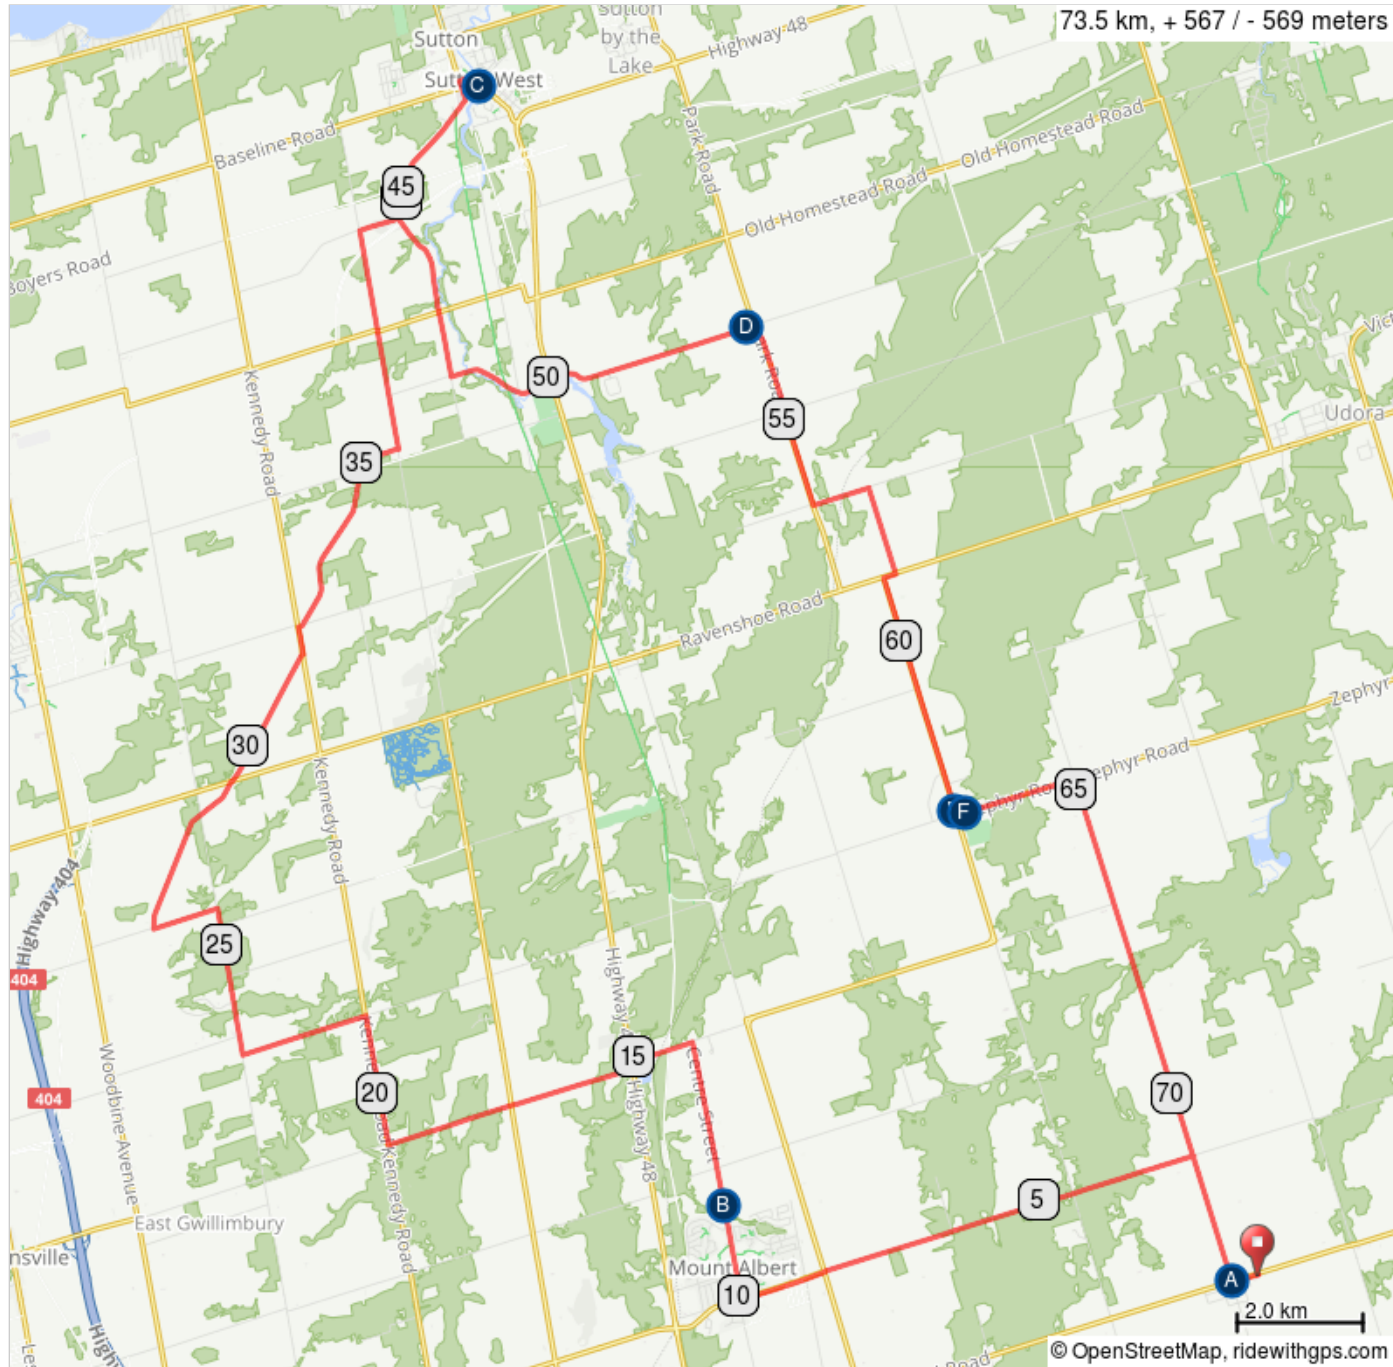 73.5 km, + 567 / - 569 meters
Sutton
by the
Lake
Sutton
Highway 48
C
West
Baseline Road
Park Road
Old Homestead Road
45
Old Homestead Road
Boyers Road
D
50
Kennedy Road
55
Udora
35
60
Ravenshoe Road
Zephyr
30
Zephyr Road
65
Kennedy Road
F
Highway 404
25
404
Highway 4
15
Centre Street
20
70
404
Woodbine Avenue
Highway 48
Kennedy Road
5
B
East Gwillimbury
Mount Albert
A
10
2.0 km
© OpenStreetMap, ridewithgps.com